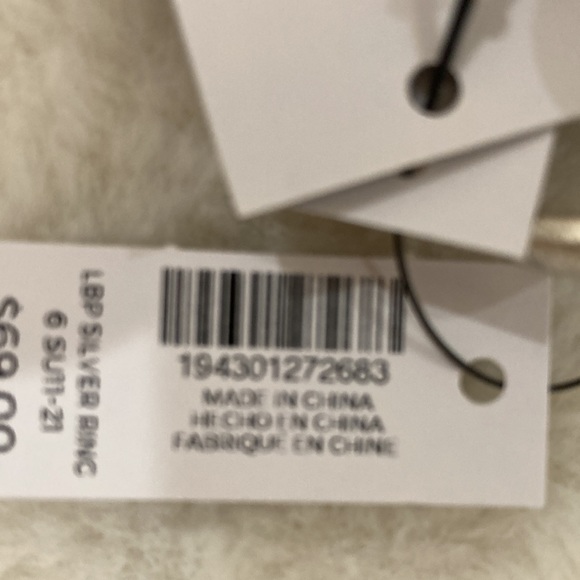 194301272683
MADE IN CHINA
HECHO EN CHINA
FABRIQUE EN CHINE
LBP SILVER RING
6 SU11-21
$69.00